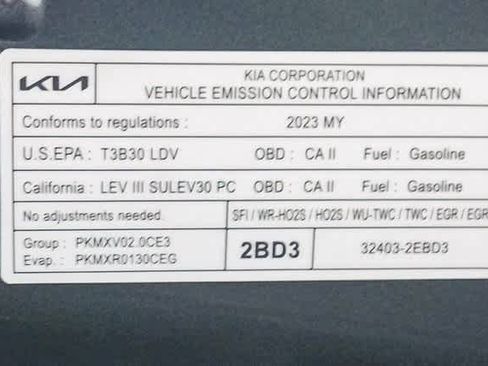 KIA
KIA CORPORATION
VEHICLE EMISSION CONTROL INFORMATION
Conforms to regulations : 2023 MY
U.S.EPA : T3B30 LDV OBD : CA II Fuel : Gasoline
California : LEV III SULEV30 PC OBD : CA II Fuel : Gasoline
No adjustments needed. SFI / WR-HO2S / HO2S / WU-TWC / TWC / EGR / EGR
Group : PKMXV02.0CE3
Evap. : PKMXR0130CEG
2BD3
32403-2EBD3